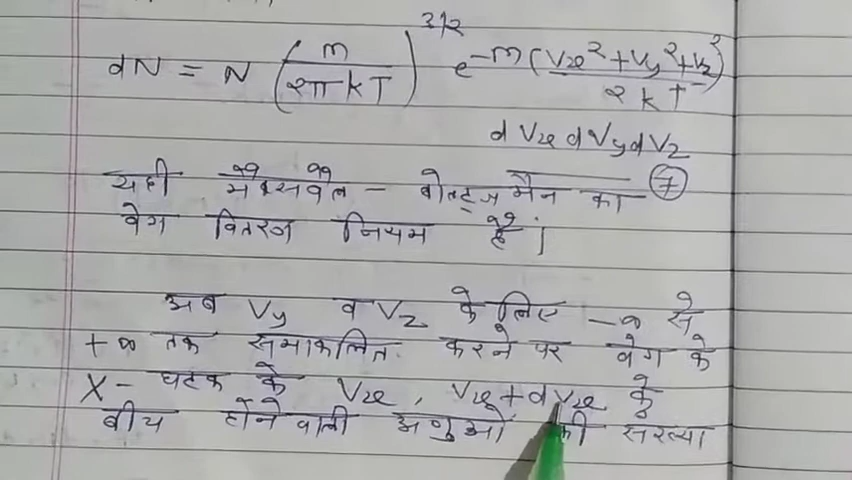 dN = N (m/2πkT)^3/2 e^-m(Vx²+Vy²+Vz²)/2kT
dVx dVy dVz
यही "मैक्सवेल – बोल्ट्ज़मैन का (7)
वेग वितरण नियम" है।
अब Vy व Vz के लिए -∞ से
+∞ तक समाकलित करने पर वेग के
X- घटक के Vx, Vx+dVx के
बीच होने वाली अणुओं की संख्या